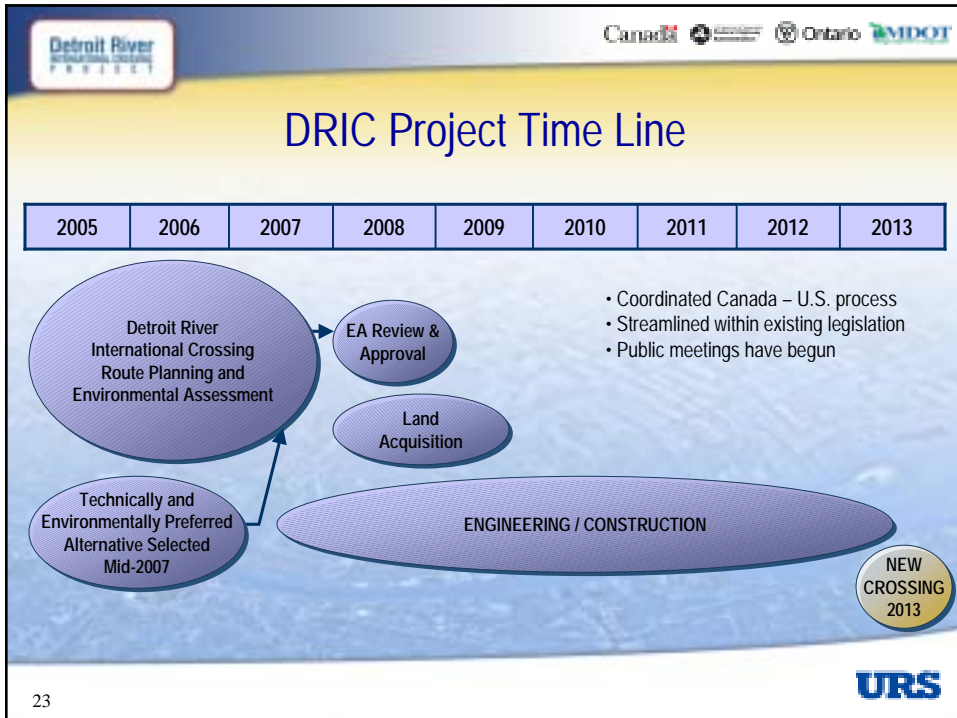 Detroit River
INTERNATIONAL CROSSING
PROJECT
Canada
Ontario
MDOT
DRIC Project Time Line
2005 2006 2007 2008 2009 2010 2011 2012 2013
Detroit River
International Crossing
Route Planning and
Environmental Assessment
EA Review &
Approval
• Coordinated Canada – U.S. process
• Streamlined within existing legislation
• Public meetings have begun
Land
Acquisition
Technically and
Environmentally Preferred
Alternative Selected
Mid-2007
ENGINEERING / CONSTRUCTION
NEW
CROSSING
2013
23
URS